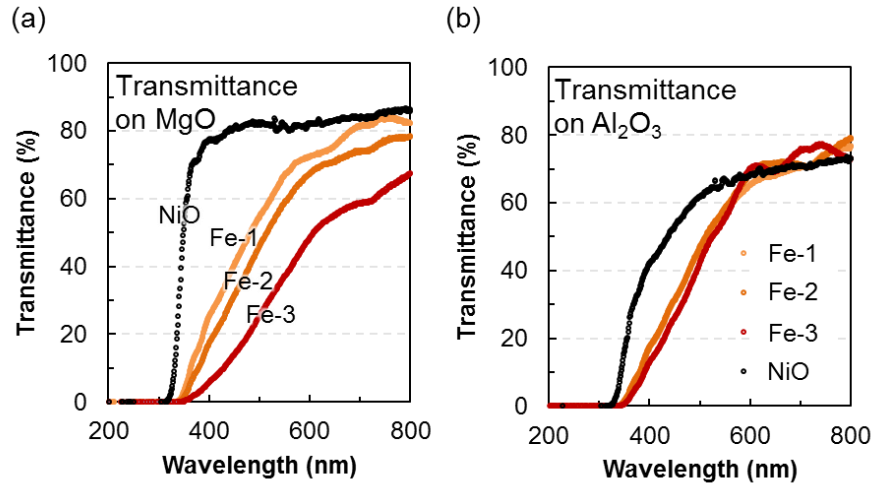 (a)
Transmittance
on MgO
100
80
60
40
20
0
200
400
600
800
Transmittance (%)
Wavelength (nm)
NiO
Fe-1
Fe-2
Fe-3
(b)
Transmittance
on Al₂O₃
100
80
60
40
20
0
200
400
600
800
Transmittance (%)
Wavelength (nm)
Fe-1
Fe-2
Fe-3
NiO